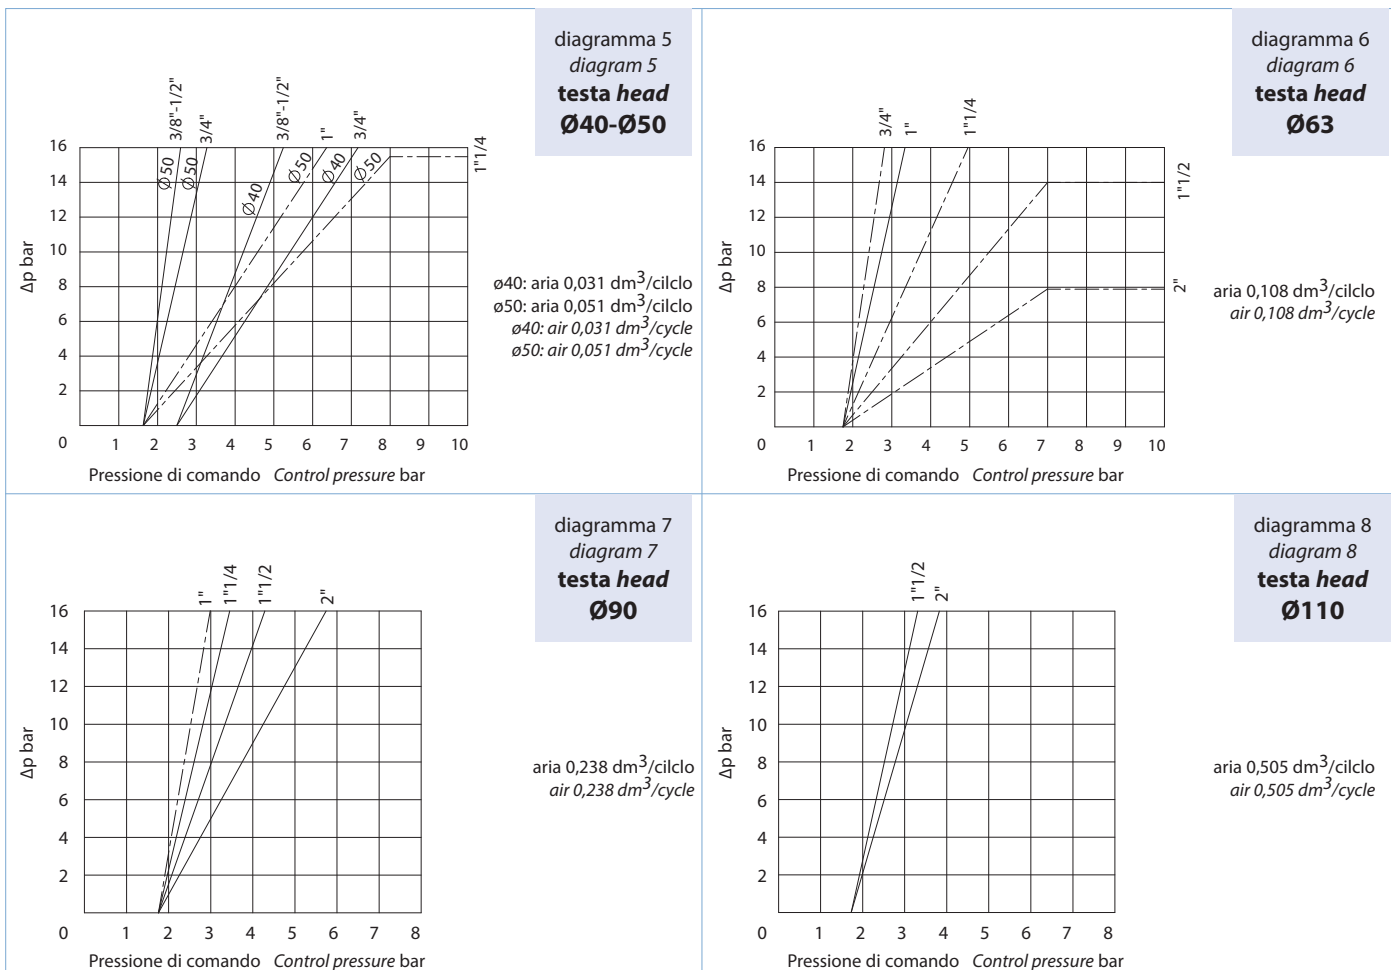 diagramma 5
diagram 5
testa head
Ø40-Ø50
3/8"-1/2"
3/4"
3/8"-1/2"
1"
3/4"
1"1/4
Ø50
Ø50
Ø40
Ø50
Ø40
Ø50
16
14
12
10
8
6
4
2
0 1 2 3 4 5 6 7 8 9 10
Δp bar
Pressione di comando Control pressure bar
ø40: aria 0,031 dm³/cilclo
ø50: aria 0,051 dm³/cilclo
ø40: air 0,031 dm³/cycle
ø50: air 0,051 dm³/cycle
diagramma 6
diagram 6
testa head
Ø63
3/4"
1"
1"1/4
1"1/2
2"
16
14
12
10
8
6
4
2
0 1 2 3 4 5 6 7 8 9 10
Δp bar
Pressione di comando Control pressure bar
aria 0,108 dm³/cilclo
air 0,108 dm³/cycle
diagramma 7
diagram 7
testa head
Ø90
1"
1"1/4
1"1/2
2"
16
14
12
10
8
6
4
2
0 1 2 3 4 5 6 7 8
Δp bar
Pressione di comando Control pressure bar
aria 0,238 dm³/cilclo
air 0,238 dm³/cycle
diagramma 8
diagram 8
testa head
Ø110
1"1/2
2"
16
14
12
10
8
6
4
2
0 1 2 3 4 5 6 7 8
Δp bar
Pressione di comando Control pressure bar
aria 0,505 dm³/cilclo
air 0,505 dm³/cycle